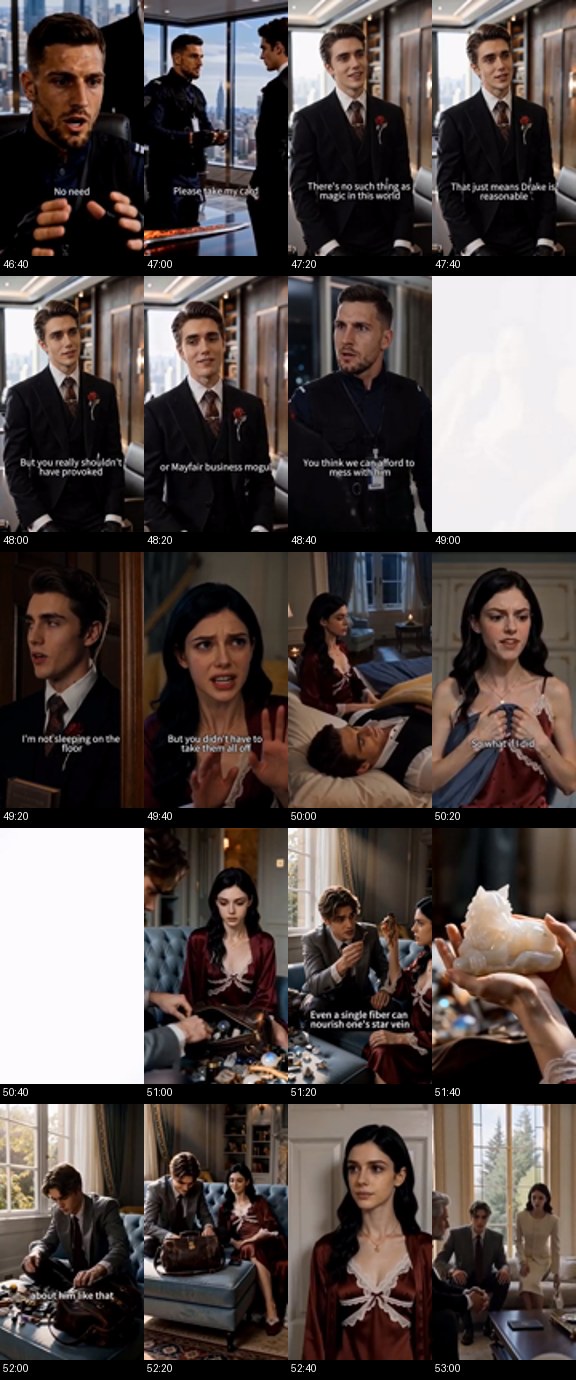 No need
Please take my card
There's no such thing as
magic in this world
That just means Drake is
reasonable
46:40
47:00
47:20
47:40
But you really shouldn't
have provoked
or Mayfair business mogul
You think we can afford to
mess with him
48:00
48:20
48:40
49:00
I'm not sleeping on the
floor
But you didn't have to
take them all off
So what if I did
49:20
49:40
50:00
50:20
Even a single fiber can
nourish one's star vein
50:40
51:00
51:20
51:40
about him like that
52:00
52:20
52:40
53:00